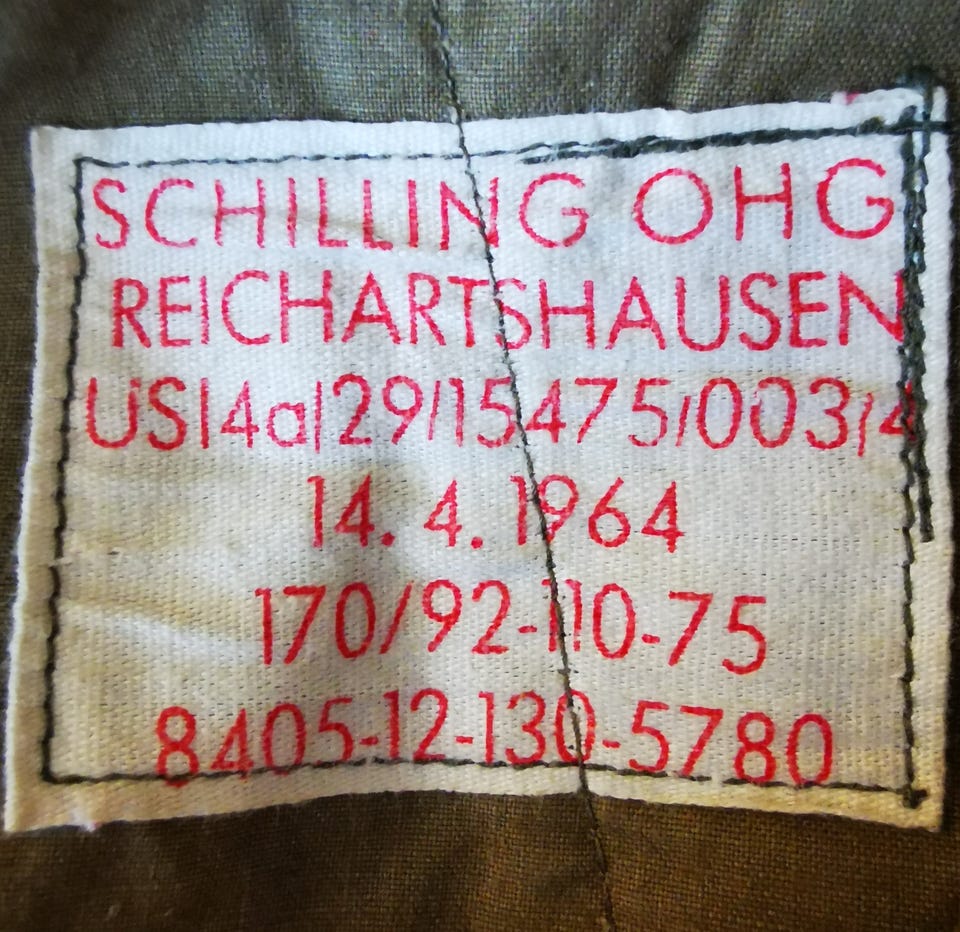 SCHILLING OHG
REICHARTSHAUSEN
US/4a/29/15475/003/4
14. 4. 1964
170/92-110-75
8405-12-130-5780